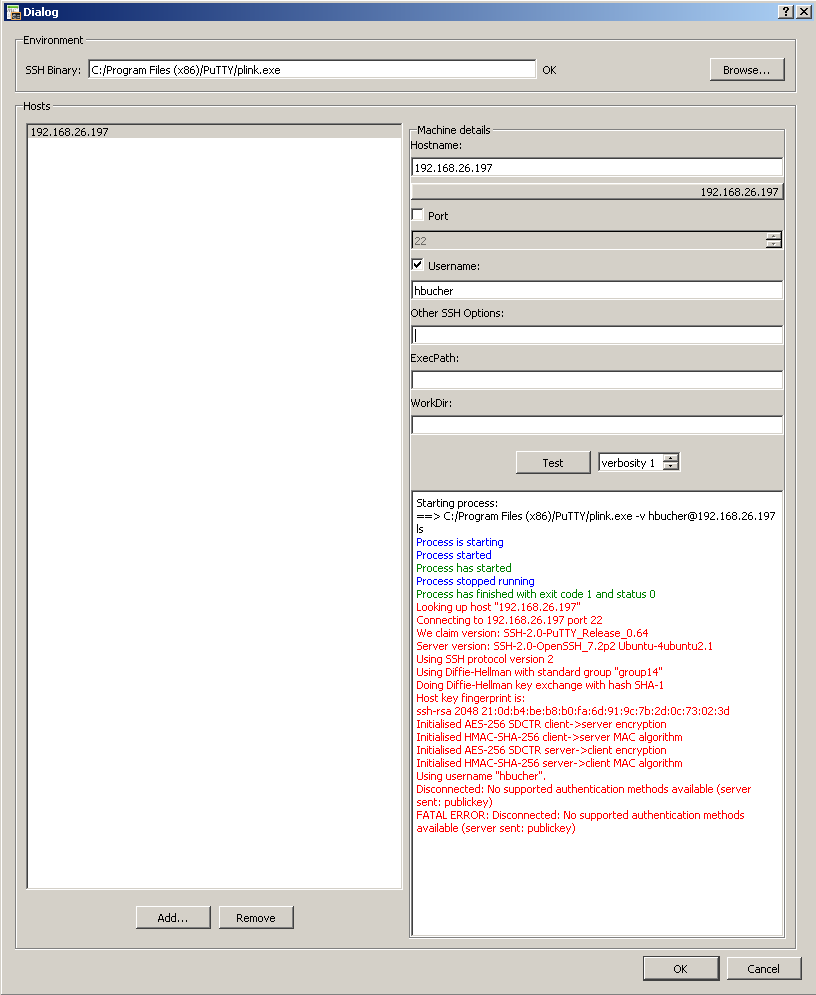 Dialog
Environment
SSH Binary: C:/Program Files (x86)/PuTTY/plink.exe OK Browse...
Hosts
192.168.26.197
Machine details
Hostname:
192.168.26.197
192.168.26.197
Port
22
Username:
hbucher
Other SSH Options:
ExecPath:
WorkDir:
Test verbosity 1
Starting process:
==> C:/Program Files (x86)/PuTTY/plink.exe -v hbucher@192.168.26.197
ls
Process is starting
Process started
Process has started
Process stopped running
Process has finished with exit code 1 and status 0
Looking up host "192.168.26.197"
Connecting to 192.168.26.197 port 22
We claim version: SSH-2.0-PuTTY_Release_0.64
Server version: SSH-2.0-OpenSSH_7.2p2 Ubuntu-4ubuntu2.1
Using SSH protocol version 2
Using Diffie-Hellman with standard group "group14"
Doing Diffie-Hellman key exchange with hash SHA-1
Host key fingerprint is:
ssh-rsa 2048 21:0d:b4:be:b8:b0:fa:6d:91:9c:7b:2d:0c:73:02:3d
Initialised AES-256 SDCTR client->server encryption
Initialised HMAC-SHA-256 client->server MAC algorithm
Initialised AES-256 SDCTR server->client encryption
Initialised HMAC-SHA-256 server->client MAC algorithm
Using username "hbucher".
Disconnected: No supported authentication methods available (server
sent: publickey)
FATAL ERROR: Disconnected: No supported authentication methods
available (server sent: publickey)
Add... Remove
OK Cancel